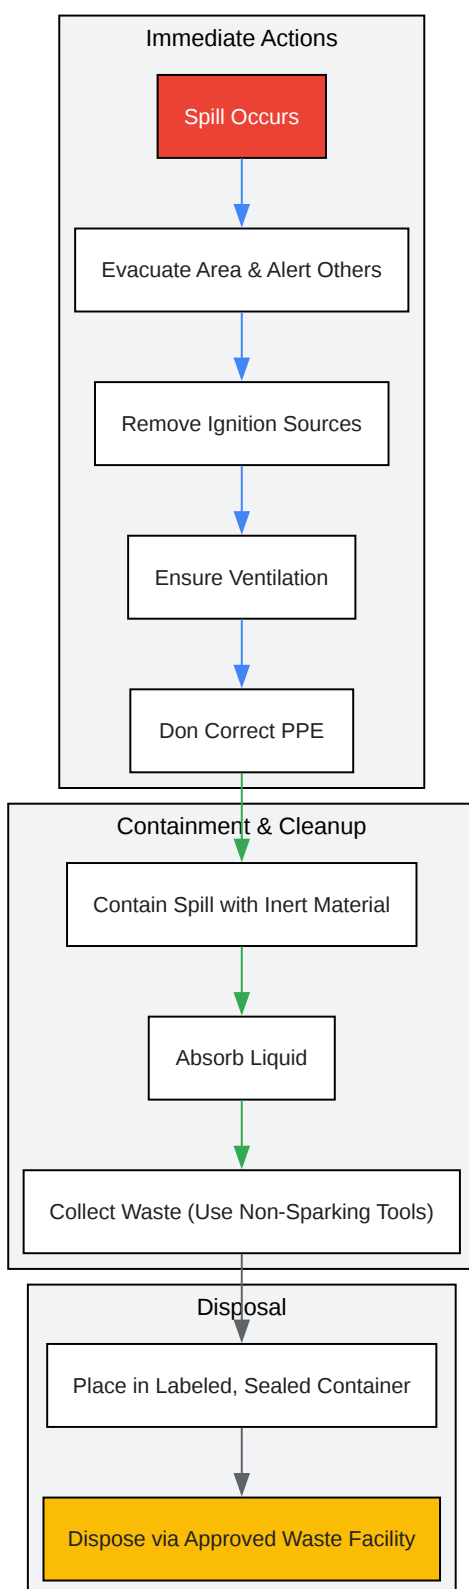 Immediate Actions
Spill Occurs
Evacuate Area & Alert Others
Remove Ignition Sources
Ensure Ventilation
Don Correct PPE
Containment & Cleanup
Contain Spill with Inert Material
Absorb Liquid
Collect Waste (Use Non-Sparking Tools)
Disposal
Place in Labeled, Sealed Container
Dispose via Approved Waste Facility